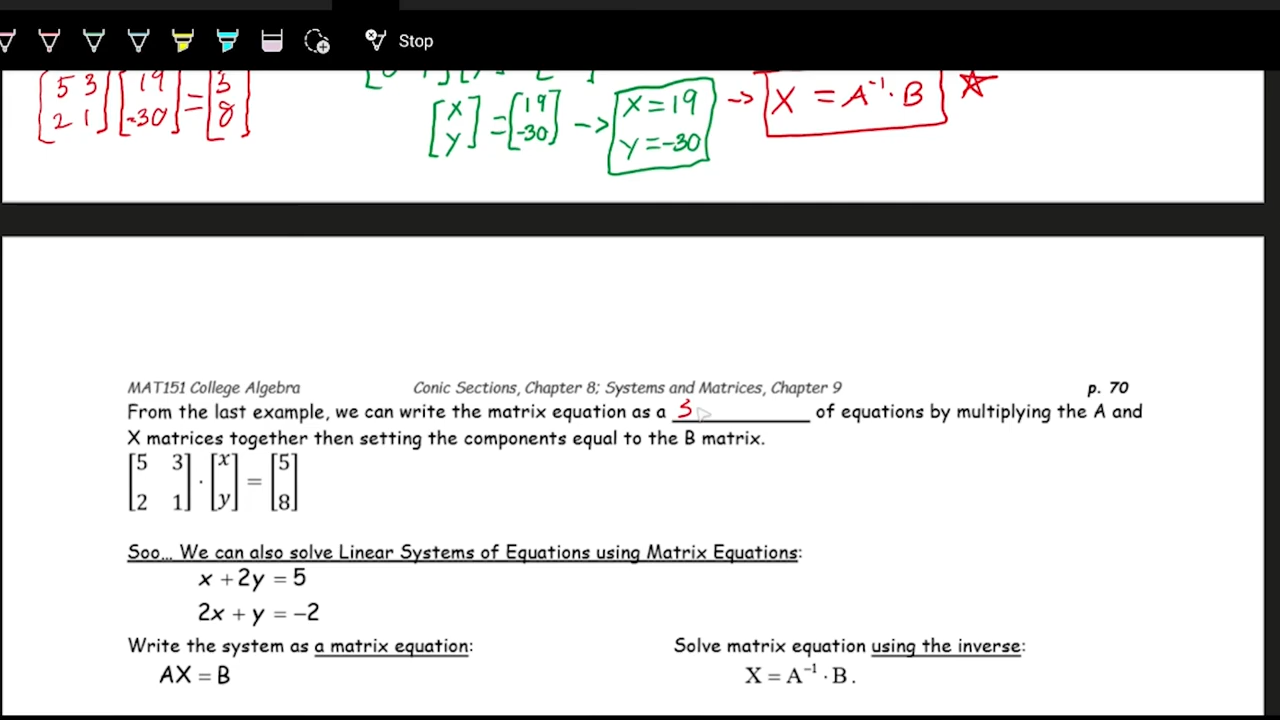 Stop
[5 3] [19] = [5]
[2 1] [-30] [8]
[x] = [19] -> x = 19 -> X = A⁻¹ · B
[y] [-30] y = -30
MAT151 College Algebra Conic Sections, Chapter 8; Systems and Matrices, Chapter 9 p. 70
From the last example, we can write the matrix equation as a S__________ of equations by multiplying the A and
X matrices together then setting the components equal to the B matrix.
[5 3] · [x] = [5]
[2 1] [y] [8]
Soo... We can also solve Linear Systems of Equations using Matrix Equations:
x + 2y = 5
2x + y = -2
Write the system as a matrix equation: Solve matrix equation using the inverse:
AX = B X = A⁻¹ · B.